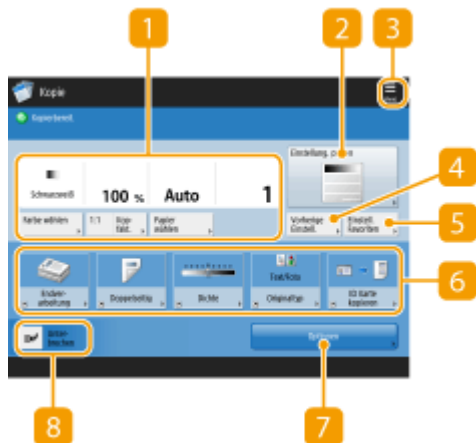 1
2
3
Kopie
Kopierbereit.
Schwarzweiß
100 %
Auto
1
Farbe wählen
1:1
Kop.-
fakt.
Papier
wählen
4
Vorherige
Einstell.
Einstell.
Favoriten
5
6
Doppelseitig
Dichte
Text/Foto
Originaltyp
ID Karte
kopieren
Unter-
brechen
Optionen
8
7